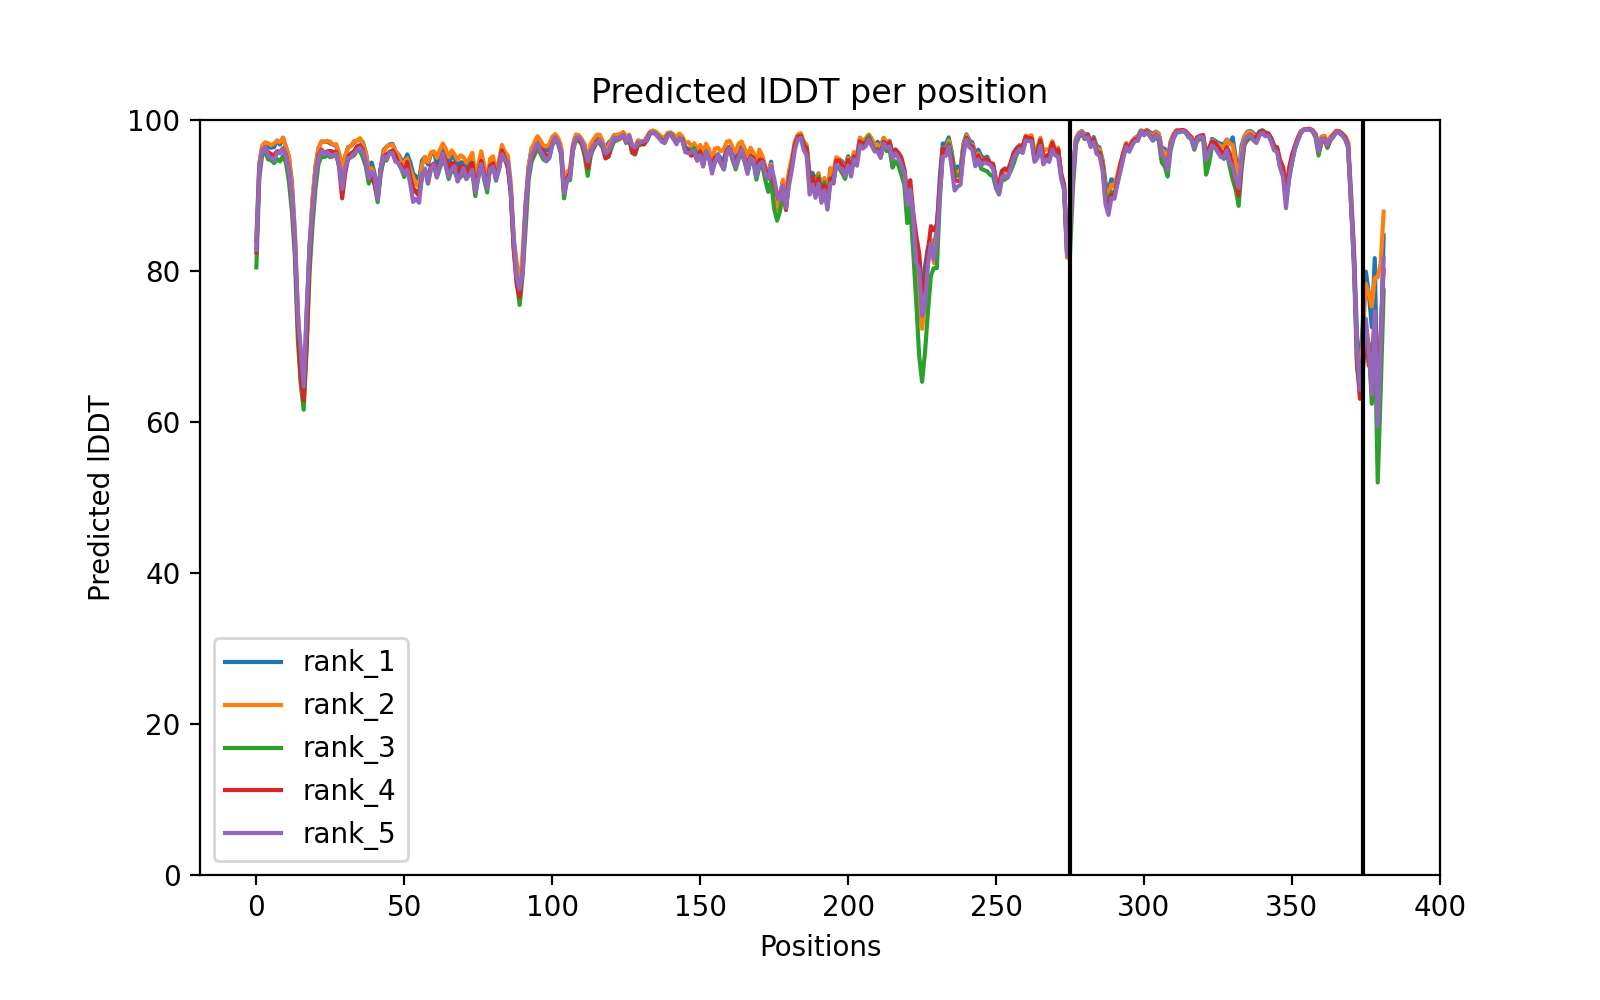 Predicted lDDT per position
100
80
60
40
20
0
Predicted lDDT
rank_1
rank_2
rank_3
rank_4
rank_5
0 50 100 150 200 250 300 350 400
Positions